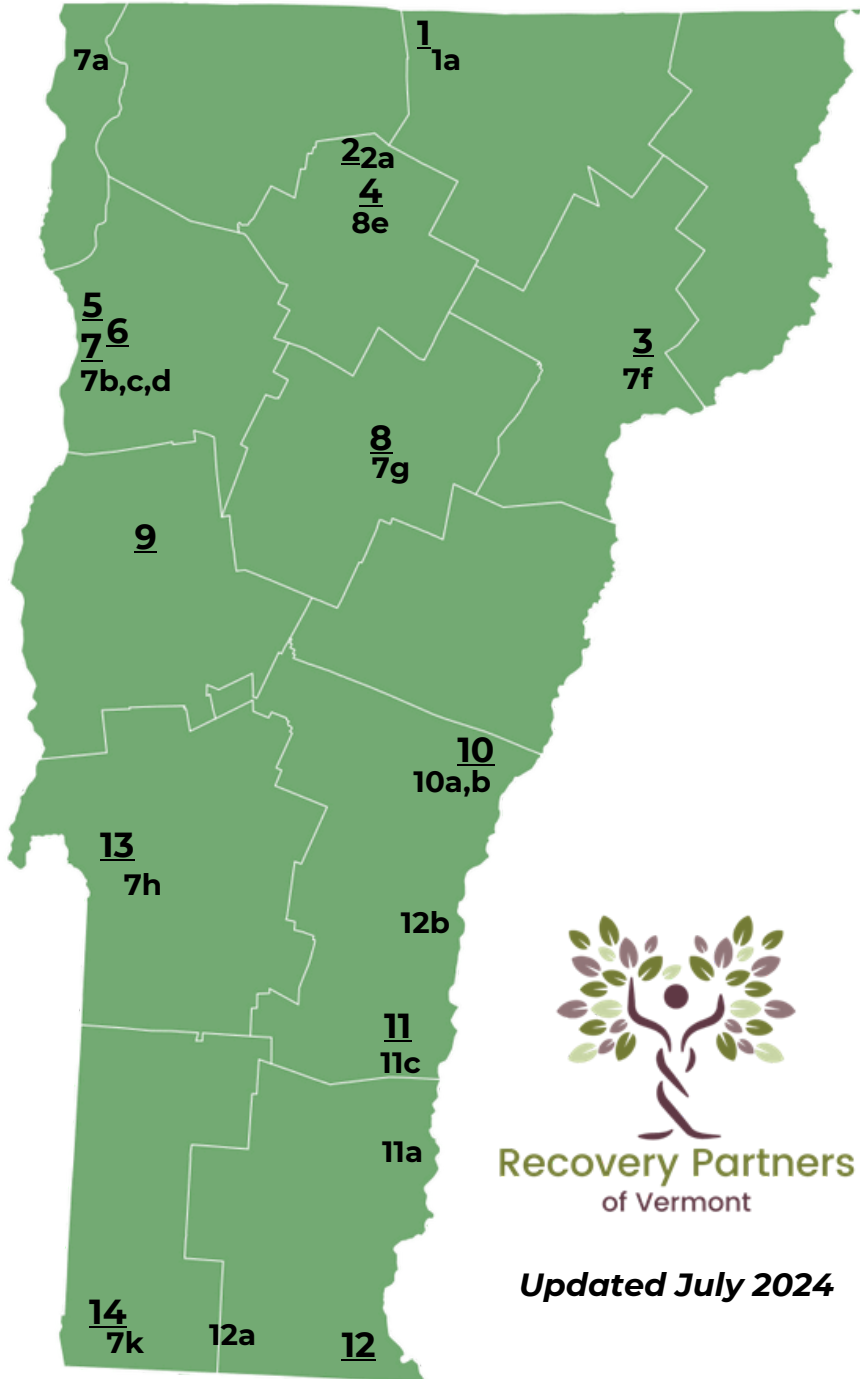 1
1a
7a
2
2a
4
8e
5
6
7
7b,c,d
3
7f
8
7g
9
10
10a,b
13
7h
12b
11
11c
11a
Recovery Partners
of Vermont
Updated July 2024
14
7k
12a
12